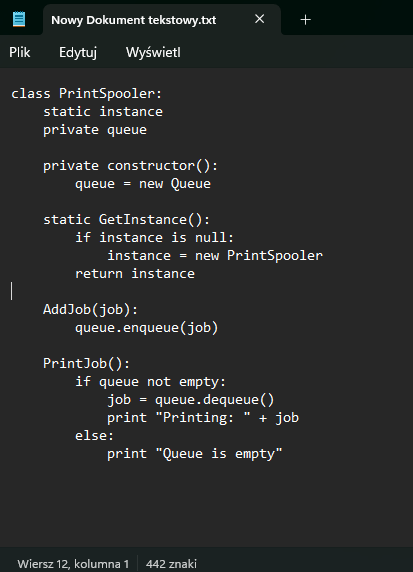 Nowy Dokument tekstowy.txt
Plik Edytuj Wyświetl
class PrintSpooler:
    static instance
    private queue

    private constructor():
        queue = new Queue

    static GetInstance():
        if instance is null:
            instance = new PrintSpooler
        return instance

    AddJob(job):
        queue.enqueue(job)

    PrintJob():
        if queue not empty:
            job = queue.dequeue()
            print "Printing: " + job
        else:
            print "Queue is empty"
Wiersz 12, kolumna 1 442 znaki